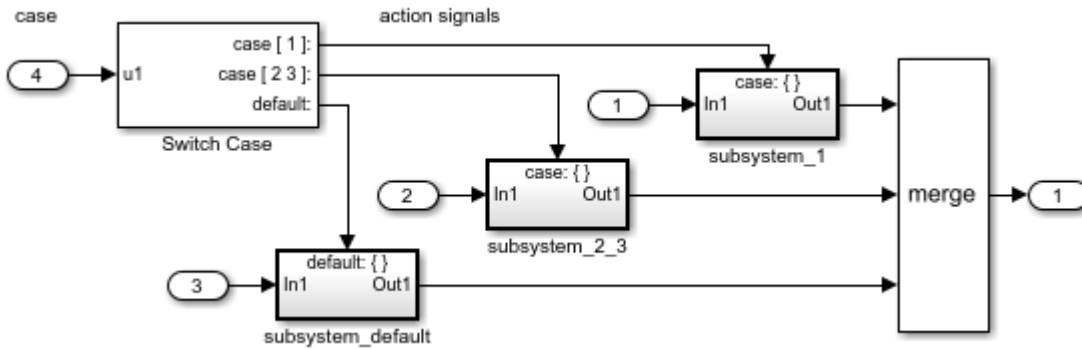 case
action signals
4
u1
case [ 1 ]:
case [ 2 3 ]:
default:
Switch Case
1
case: { }
In1
Out1
subsystem_1
2
case: { }
In1
Out1
subsystem_2_3
3
default: { }
In1
Out1
subsystem_default
merge
1